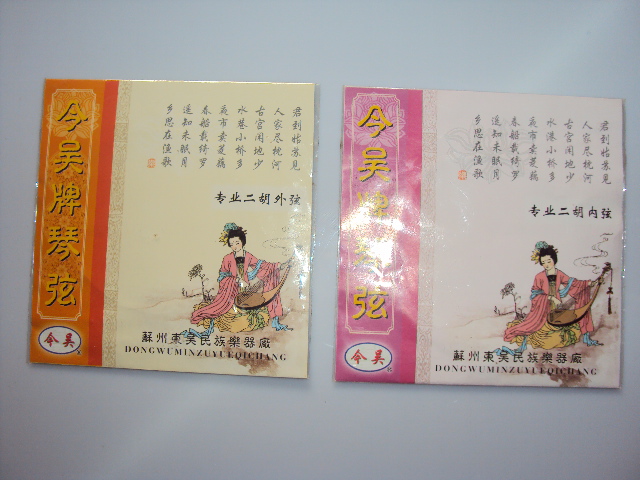 今吴牌琴弦
君到姑苏见
人家尽枕河
古宫闲地少
水港小桥多
夜市卖菱藕
春船载绮罗
遥知未眠月
乡思在渔歌
专业二胡外弦
今吴
蘇州東吴民族樂器廠
DONGWUMINZUYUEQICHANG
今吴牌琴弦
君到姑苏见
人家尽枕河
古宫闲地少
水港小桥多
夜市卖菱藕
春船载绮罗
遥知未眠月
乡思在渔歌
专业二胡内弦
今吴
蘇州東吴民族樂器廠
DONGWUMINZUYUEQICHANG